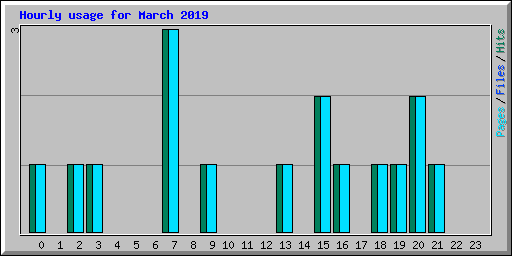 Hourly usage for March 2019
3
Pages/Files/Hits
0 1 2 3 4 5 6 7 8 9 10 11 12 13 14 15 16 17 18 19 20 21 22 23